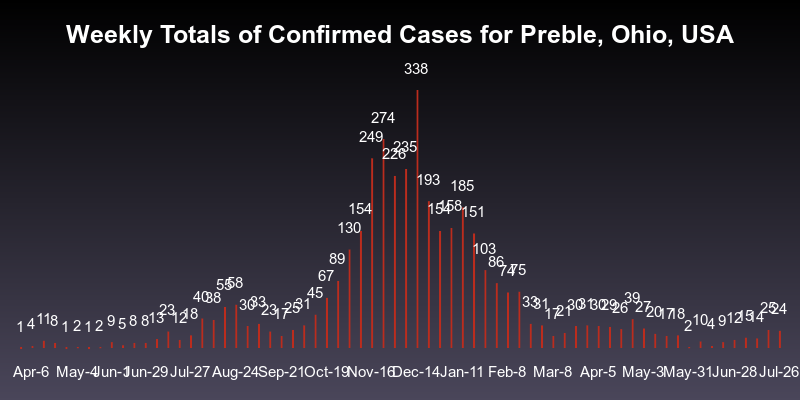 Weekly Totals of Confirmed Cases for Preble, Ohio, USA
1 4 11 8 1 2 1 2 9 5 8 8 13 23 12 18 40 38 55 58 30 33 23 17 25 31 45 67 89 130 154 249 274 226 235 338 193 154 158 185 151 103 86 74 75 33 31 17 21 30 31 30 29 26 39 27 20 17 18 2 10 4 9 12 15 14 25 24
Apr-6 May-4 Jun-1 Jun-29 Jul-27 Aug-24 Sep-21 Oct-19 Nov-16 Dec-14 Jan-11 Feb-8 Mar-8 Apr-5 May-3 May-31 Jun-28 Jul-26